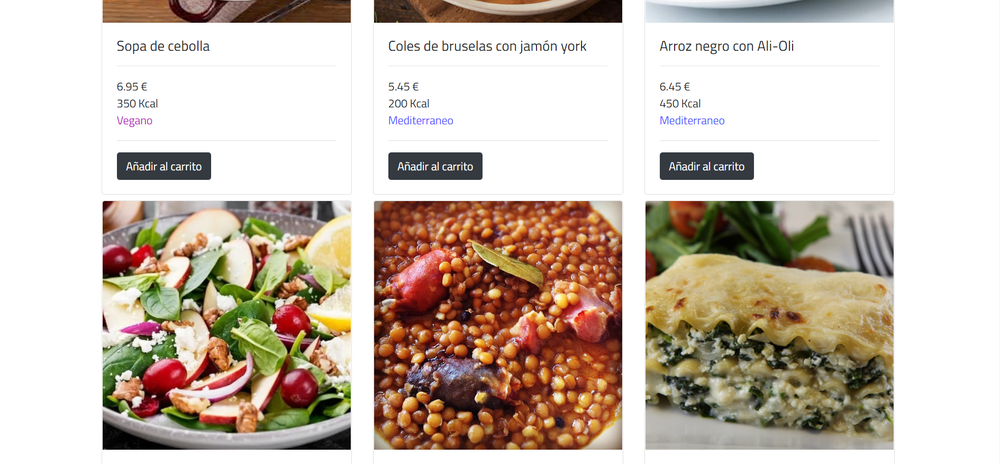 Sopa de cebolla
6.95 €
350 Kcal
Vegano
Añadir al carrito
Coles de bruselas con jamón york
5.45 €
200 Kcal
Mediterraneo
Añadir al carrito
Arroz negro con Ali-Oli
6.45 €
450 Kcal
Mediterraneo
Añadir al carrito